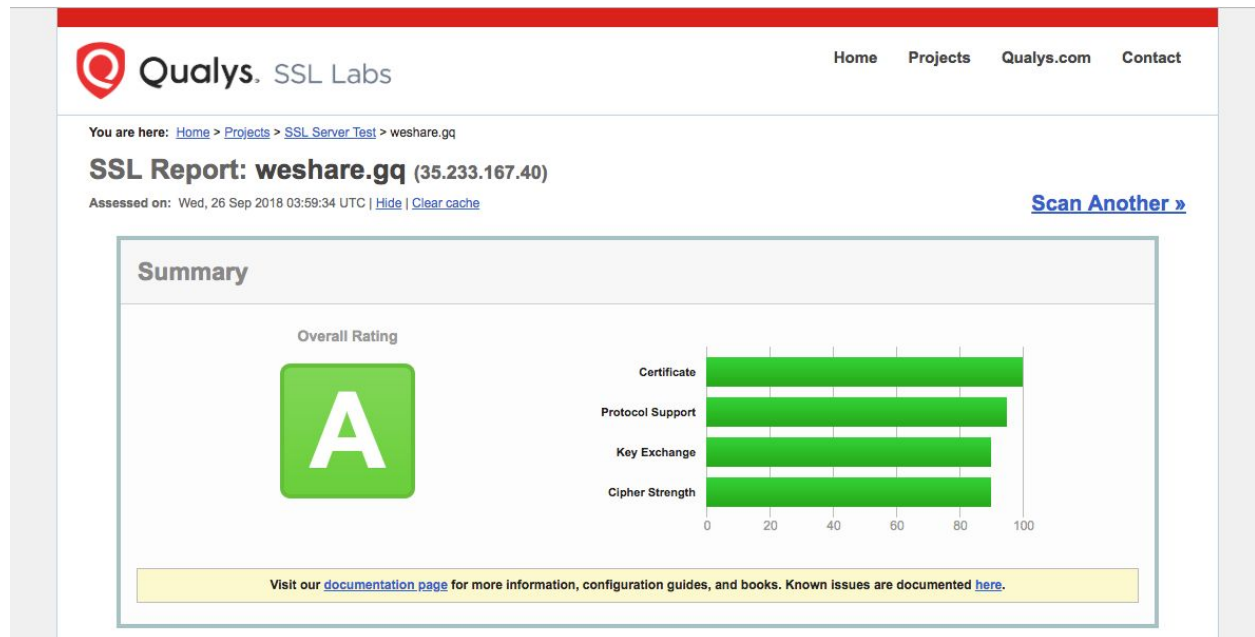 Qualys. SSL Labs
Home Projects Qualys.com Contact
You are here: Home > Projects > SSL Server Test > weshare.gq
SSL Report: weshare.gq (35.233.167.40)
Assessed on: Wed, 26 Sep 2018 03:59:34 UTC | Hide | Clear cache
Scan Another »
Summary
Overall Rating
A
Certificate
Protocol Support
Key Exchange
Cipher Strength
0 20 40 60 80 100
Visit our documentation page for more information, configuration guides, and books. Known issues are documented here.